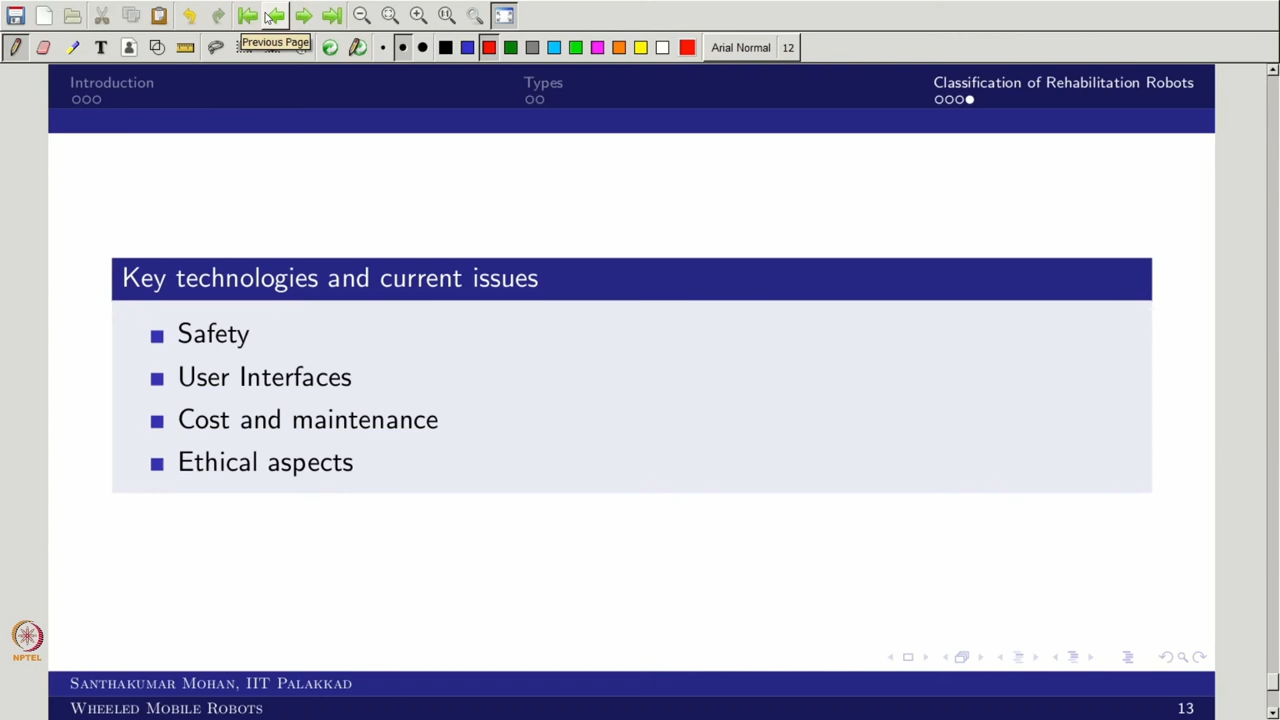 Arial Normal 12
Previous Page
Introduction Types Classification of Rehabilitation Robots
Key technologies and current issues
Safety
User Interfaces
Cost and maintenance
Ethical aspects
NPTEL
SANTHAKUMAR MOHAN, IIT PALAKKAD
WHEELED MOBILE ROBOTS 13